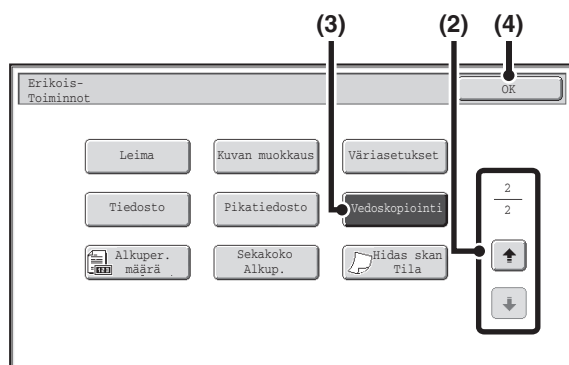 (3) (2) (4)
Erikois-
Toiminnot
OK
Leima Kuvan muokkaus Väriasetukset
Tiedosto Pikatiedosto Vedoskopiointi
2
2
Alkuper.
määrä
Sekakoko
Alkup.
Hidas skan
Tila